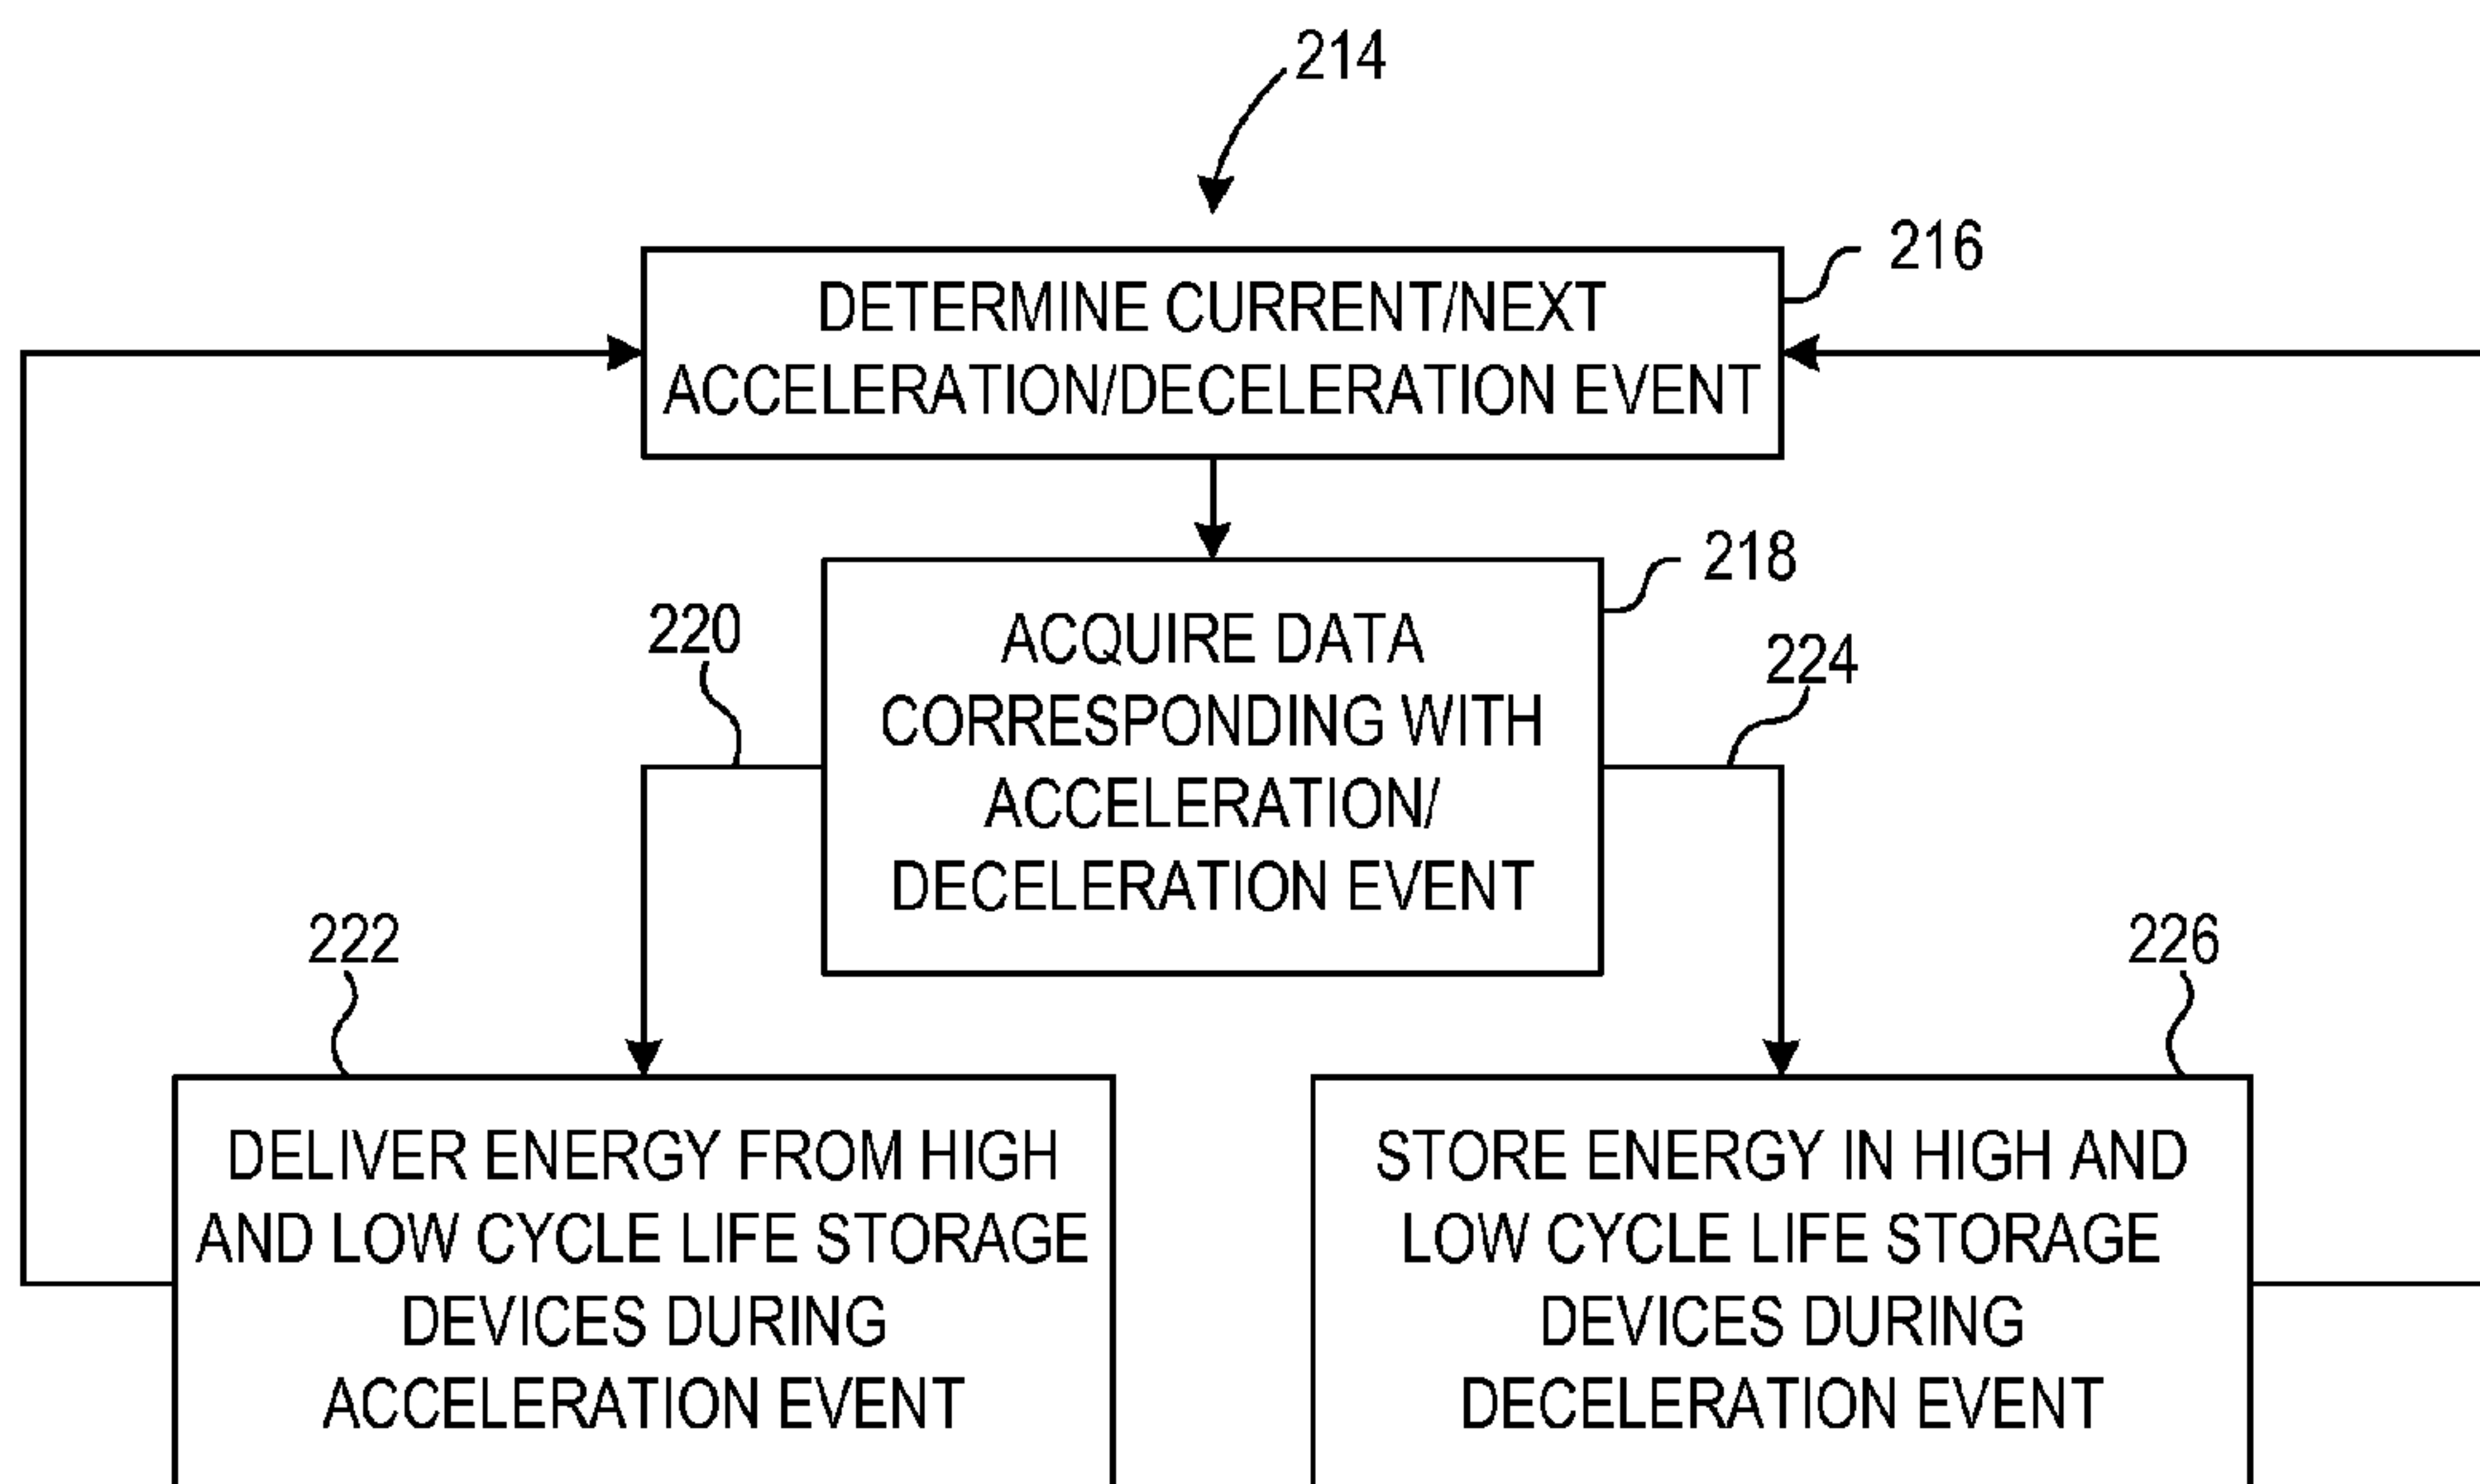 214
216
DETERMINE CURRENT/NEXT
ACCELERATION/DECELERATION EVENT
218
220
ACQUIRE DATA
CORRESPONDING WITH
ACCELERATION/
DECELERATION EVENT
224
222
226
DELIVER ENERGY FROM HIGH
AND LOW CYCLE LIFE STORAGE
DEVICES DURING
ACCELERATION EVENT
STORE ENERGY IN HIGH AND
LOW CYCLE LIFE STORAGE
DEVICES DURING
DECELERATION EVENT